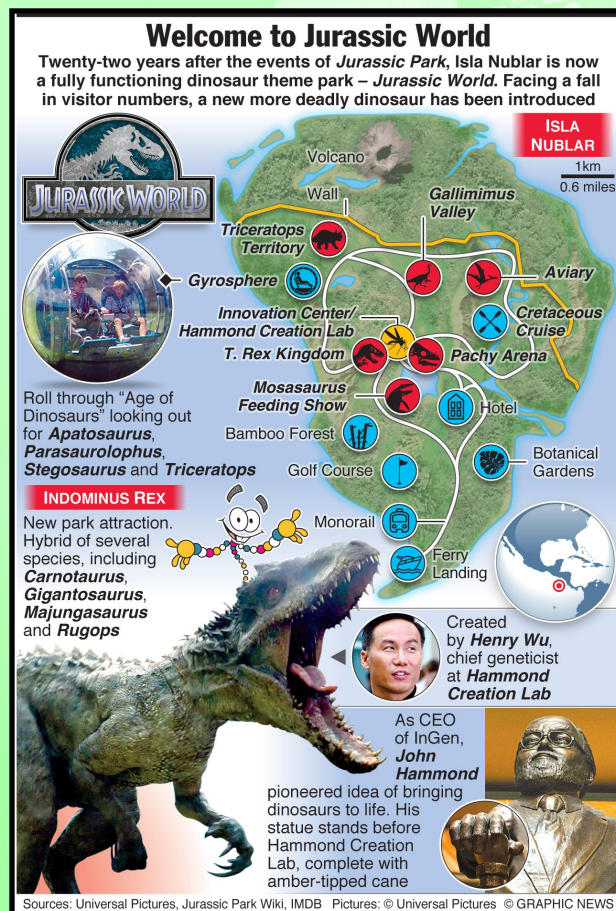 Welcome to Jurassic World
Twenty-two years after the events of Jurassic Park, Isla Nublar is now
a fully functioning dinosaur theme park – Jurassic World. Facing a fall
in visitor numbers, a new more deadly dinosaur has been introduced
JURASSIC WORLD
ISLA
NUBLAR
1km
0.6 miles
Volcano
Wall
Gallimimus
Valley
Triceratops
Territory
Gyrosphere
Aviary
Innovation Center/
Hammond Creation Lab
Cretaceous
Cruise
T. Rex Kingdom
Pachy Arena
Mosasaurus
Feeding Show
Hotel
Bamboo Forest
Golf Course
Botanical
Gardens
Monorail
Ferry
Landing
Roll through “Age of
Dinosaurs” looking out
for Apatosaurus,
Parasaurolophus,
Stegosaurus and Triceratops
INDOMINUS REX
New park attraction.
Hybrid of several
species, including
Carnotaurus,
Gigantosaurus,
Majungasaurus
and Rugops
Created
by Henry Wu,
chief geneticist
at Hammond
Creation Lab
As CEO
of InGen,
John
Hammond
pioneered idea of bringing
dinosaurs to life. His
statue stands before
Hammond Creation
Lab, complete with
amber-tipped cane
Sources: Universal Pictures, Jurassic Park Wiki, IMDB Pictures: © Universal Pictures © GRAPHIC NEWS